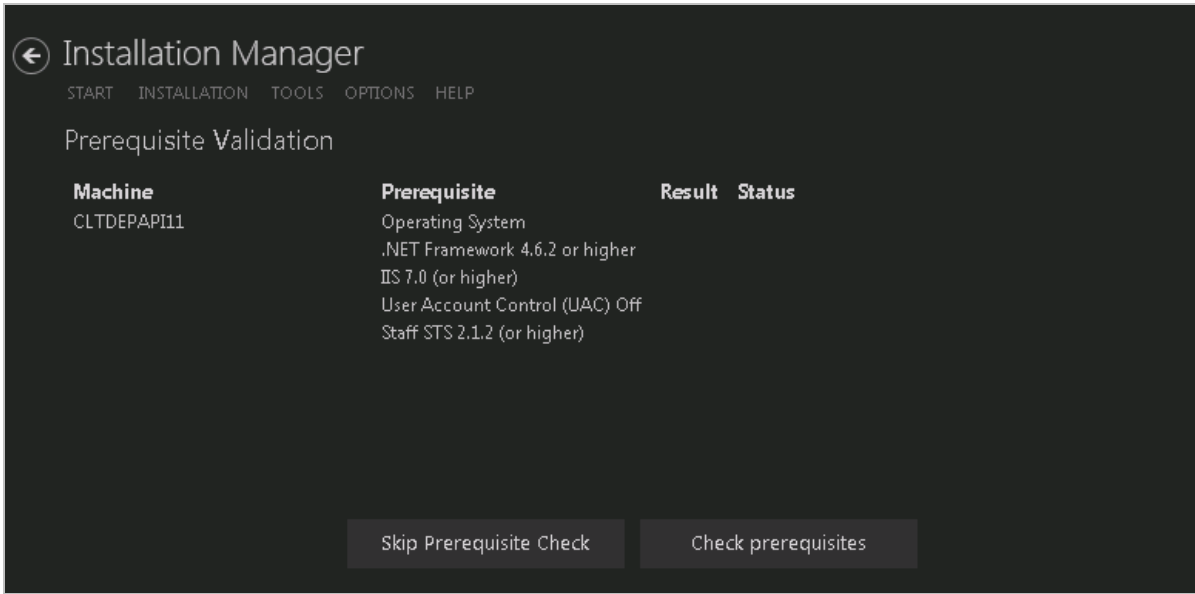 Installation Manager
START INSTALLATION TOOLS OPTIONS HELP
Prerequisite Validation
Machine Prerequisite Result Status
CLTDEPAPI11 Operating System
.NET Framework 4.6.2 or higher
IIS 7.0 (or higher)
User Account Control (UAC) Off
Staff STS 2.1.2 (or higher)
Skip Prerequisite Check Check prerequisites